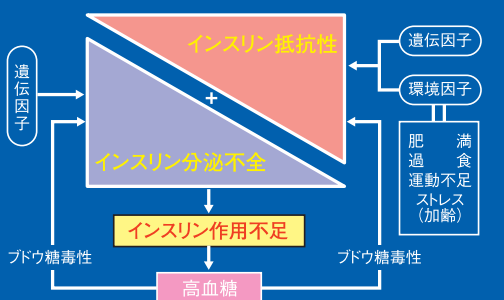 インスリン抵抗性
遺伝因子
遺伝因子
環境因子
+
肥　満
過　食
運動不足
ストレス
（加齢）
インスリン分泌不全
インスリン作用不足
ブドウ糖毒性
ブドウ糖毒性
高血糖